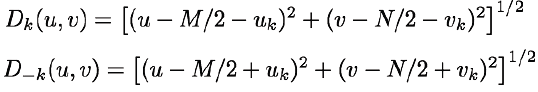 D_k(u, v) = [(u − M/2 − u_k)² + (v − N/2 − v_k)²]^{1/2}
D_{−k}(u, v) = [(u − M/2 + u_k)² + (v − N/2 + v_k)²]^{1/2}